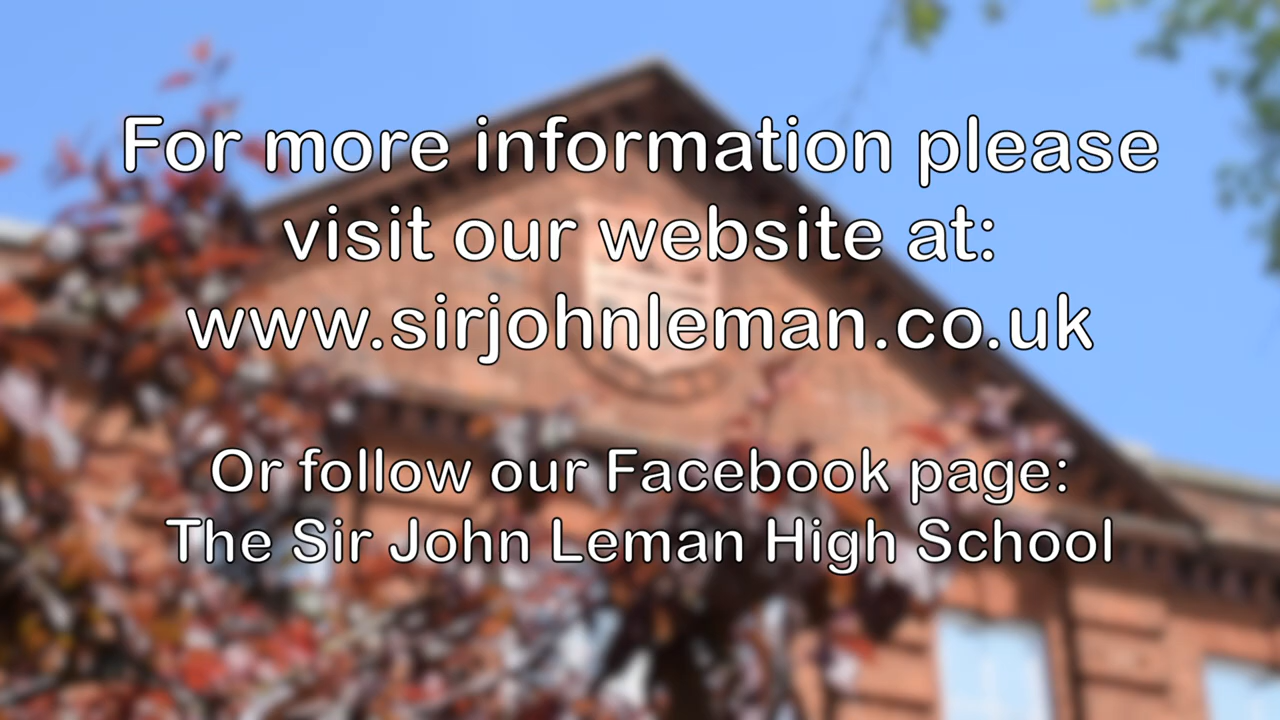 For more information please
visit our website at:
www.sirjohnleman.co.uk
Or follow our Facebook page:
The Sir John Leman High School